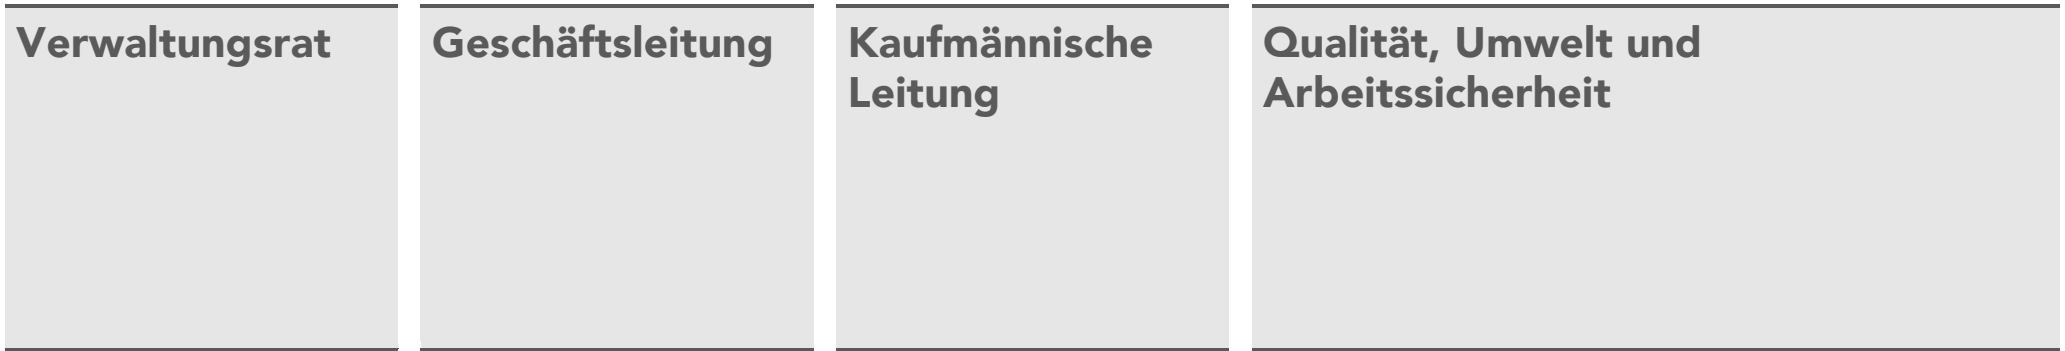 Verwaltungsrat
Geschäftsleitung
Kaufmännische
Leitung
Qualität, Umwelt und
Arbeitssicherheit